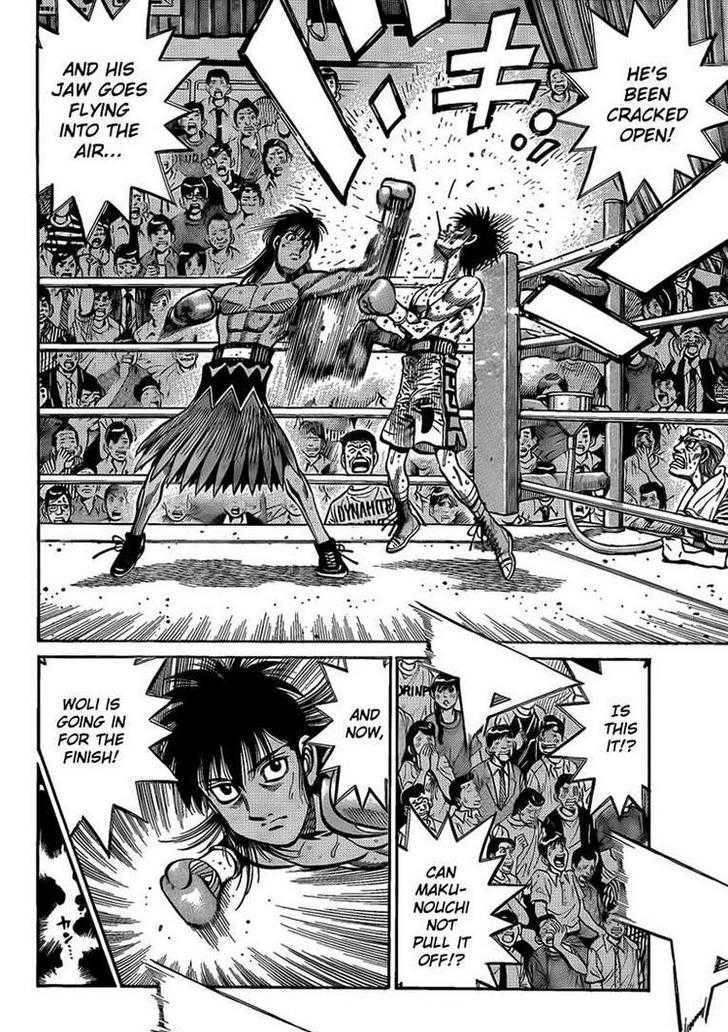 HE'S
BEEN
CRACKED
OPEN!
AND HIS
JAW GOES
FLYING
INTO THE
AIR...
DYNAMITE
IS
THIS
IT!?
CAN
MAKU-
NOUCHI
NOT
PULL IT
OFF!?
AND
NOW,
WOLI IS
GOING IN
FOR THE
FINISH!